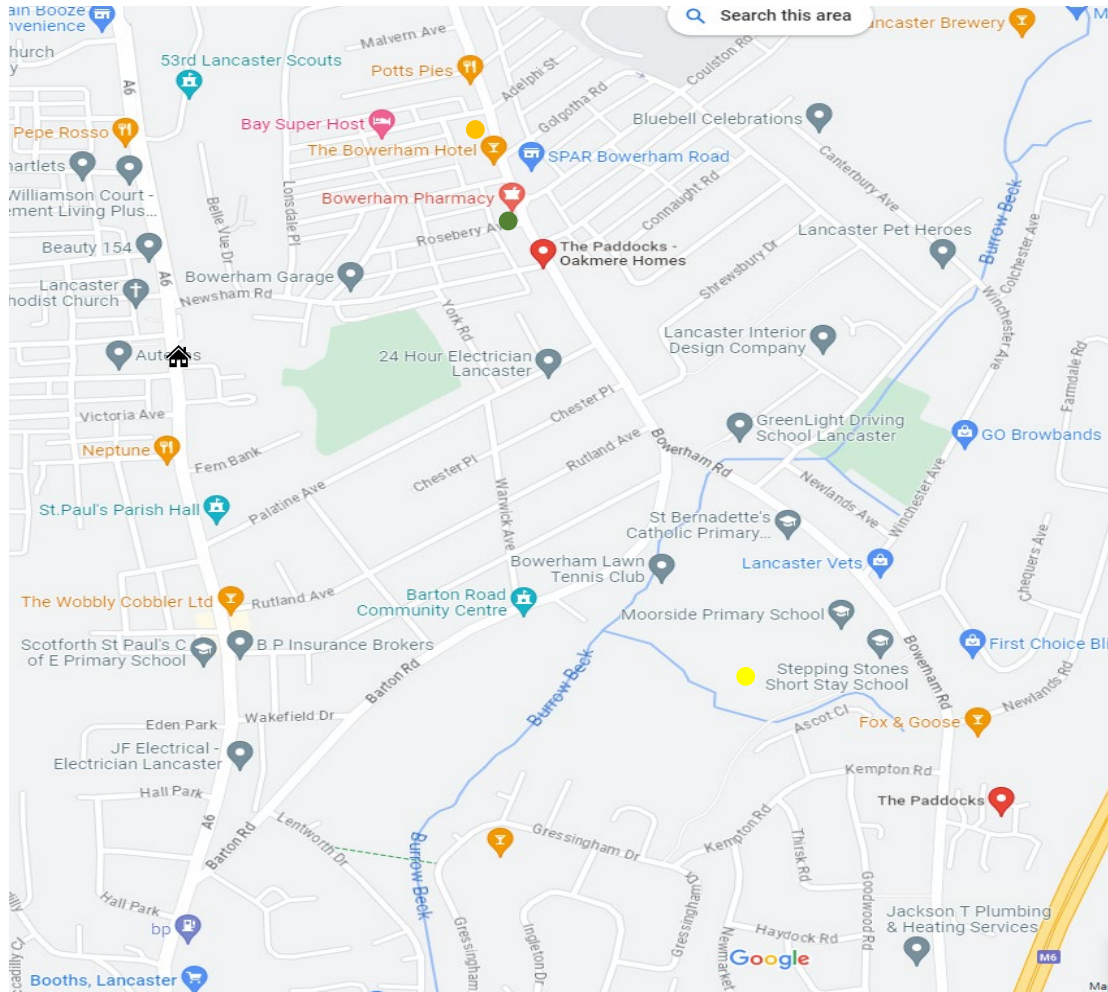 ain Booze
nvenience
Search this area
ancaster Brewery
M
hurch
y
A6
53rd Lancaster Scouts
Malvern Ave
Potts Pies
Adelphi St
Coulston Rd
Golgotha Rd
Bay Super Host
Bluebell Celebrations
Pepe Rosso
The Bowerham Hotel
SPAR Bowerham Road
nartlets
Canterbury Ave
Williamson Court -
ement Living Plus...
Belle Vue Dr
Lonsdale Pl
Bowerham Pharmacy
Connaught Rd
Burrow Beck
Colchester Ave
Rosebery Av
Beauty 154
The Paddocks -
Oakmere Homes
Lancaster Pet Heroes
A6
Bowerham Garage
Shrewsbury Dr
Lancaster
hodist Church
Newsham Rd
York Rd
Winchester Ave
Lancaster Interior
Design Company
24 Hour Electrician
Lancaster
Farmdale Rd
Victoria Ave
Chester Pl
GreenLight Driving
School Lancaster
GO Browbands
Neptune
Fern Bank
Rutland Ave
Bowerham Rd
Chester Pl
Palatine Ave
Warwick Ave
Newlands Ave
Winchester Ave
St.Paul's Parish Hall
St Bernadette's
Catholic Primary...
Lancaster Vets
Chequers Ave
Bowerham Lawn
Tennis Club
The Wobbly Cobbler Ltd
Rutland Ave
Barton Road
Community Centre
Moorside Primary School
Scotforth St Paul's C
of E Primary School
B P Insurance Brokers
First Choice Bli
Bowerham Rd
Stepping Stones
Short Stay School
Barton Rd
Burrow Beck
Newlands Rd
Eden Park
Wakefield Dr
Ascot Cl
Fox & Goose
JF Electrical -
Electrician Lancaster
Kempton Rd
Hall Park
The Paddocks
A6
Barton Rd
Lentworth Dr
Gressingham Dr
Kempton Rd
Thirsk Rd
Burrow Beck
Goodwood Rd
Hall Park
Gressingham
Ingleton Dr
Gressingham
Newmarket
Haydock Rd
Jackson T Plumbing
& Heating Services
bp
Google
M6
Booths, Lancaster
Ma